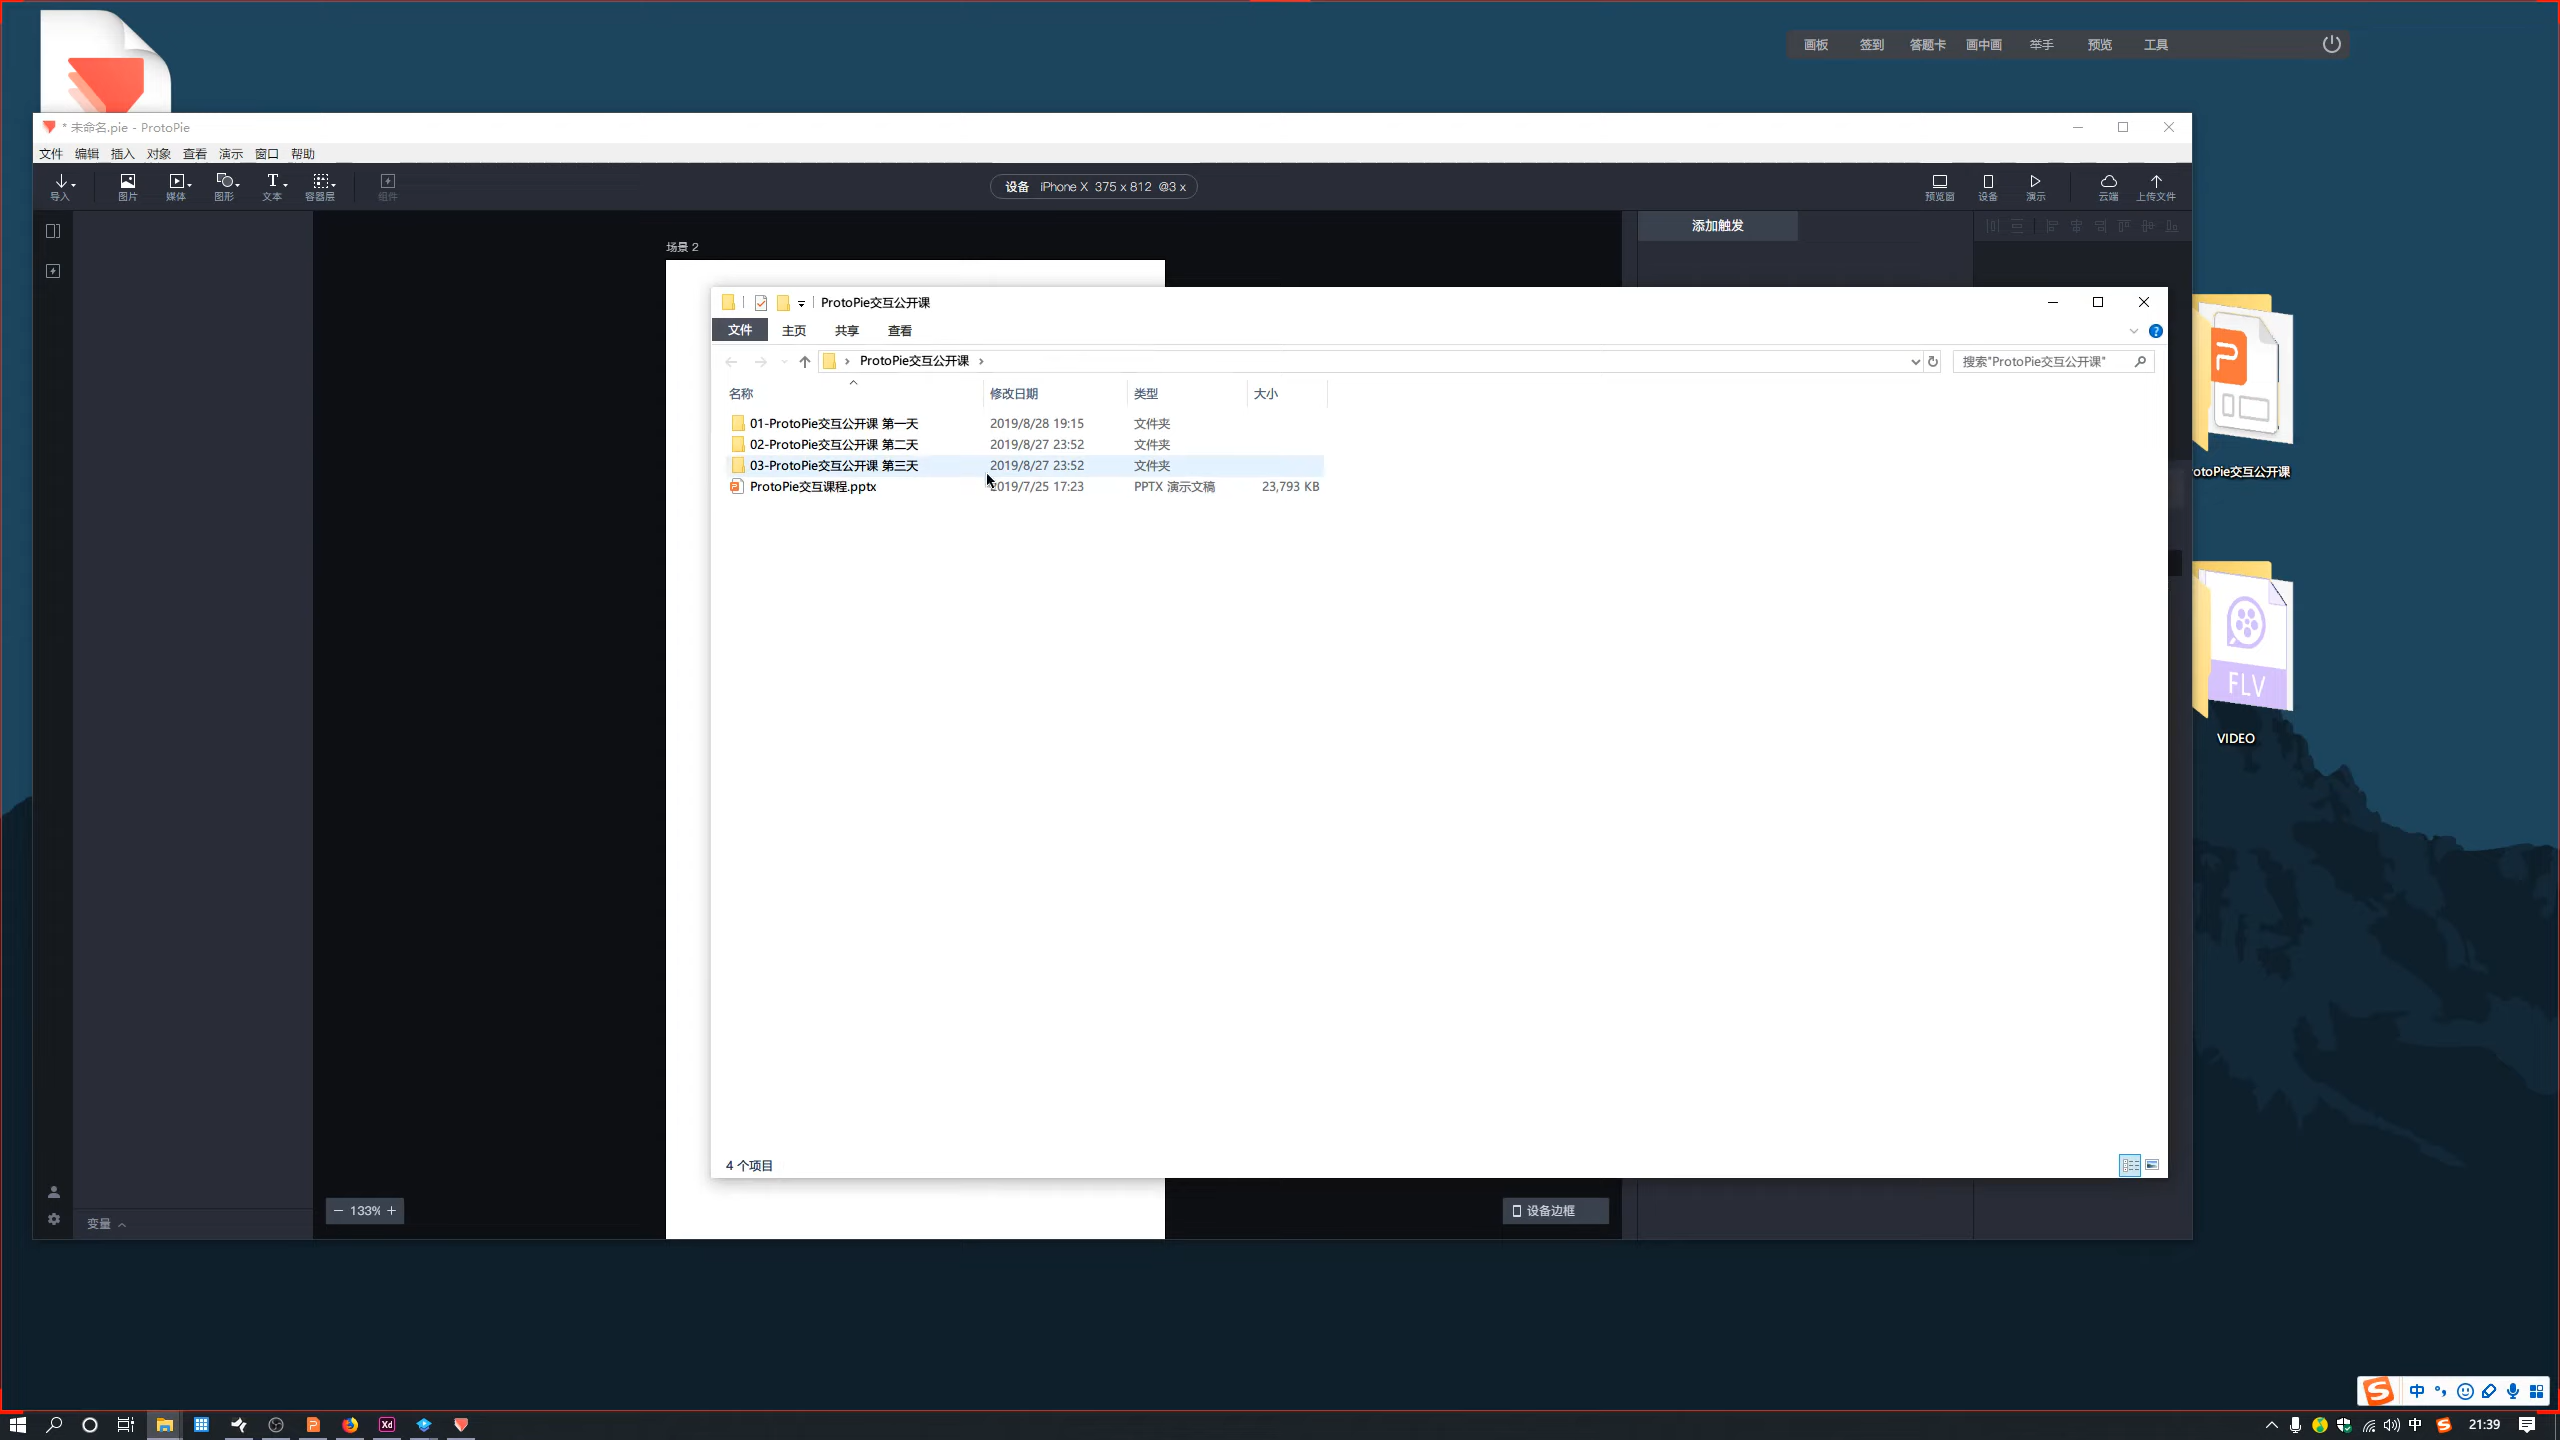 画板 签到 答题卡 画中画 举手 预览 工具
* 未命名.pie - ProtoPie
文件 编辑 插入 对象 查看 演示 窗口 帮助
导入 图片 媒体 图形 文本 容器层 组件
设备 iPhone X 375 x 812 @3 x
预览窗 设备 演示 云端 上传文件
添加触发
场景 2
ProtoPie交互公开课
文件 主页 共享 查看
ProtoPie交互公开课
搜索"ProtoPie交互公开课"
名称 修改日期 类型 大小
01-ProtoPie交互公开课 第一天 2019/8/28 19:15 文件夹
02-ProtoPie交互公开课 第二天 2019/8/27 23:52 文件夹
03-ProtoPie交互公开课 第三天 2019/8/27 23:52 文件夹
ProtoPie交互课程.pptx 2019/7/25 17:23 PPTX 演示文稿 23,793 KB
otoPie交互公开课
FLV
VIDEO
4 个项目
133%
设备边框
变量
中
Xd
中
21:39